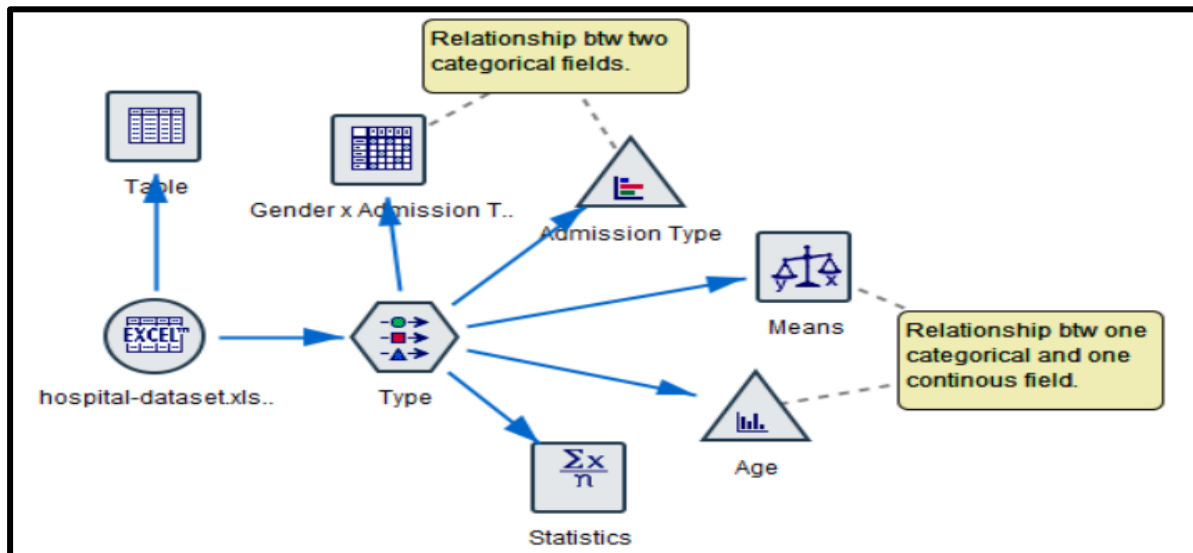 Relationship btw two
categorical fields.
Table
Gender x Admission T..
Admission Type
EXCEL™
hospital-dataset.xls..
Type
y x
Means
Relationship btw one
categorical and one
continous field.
Age
Σx
n
Statistics